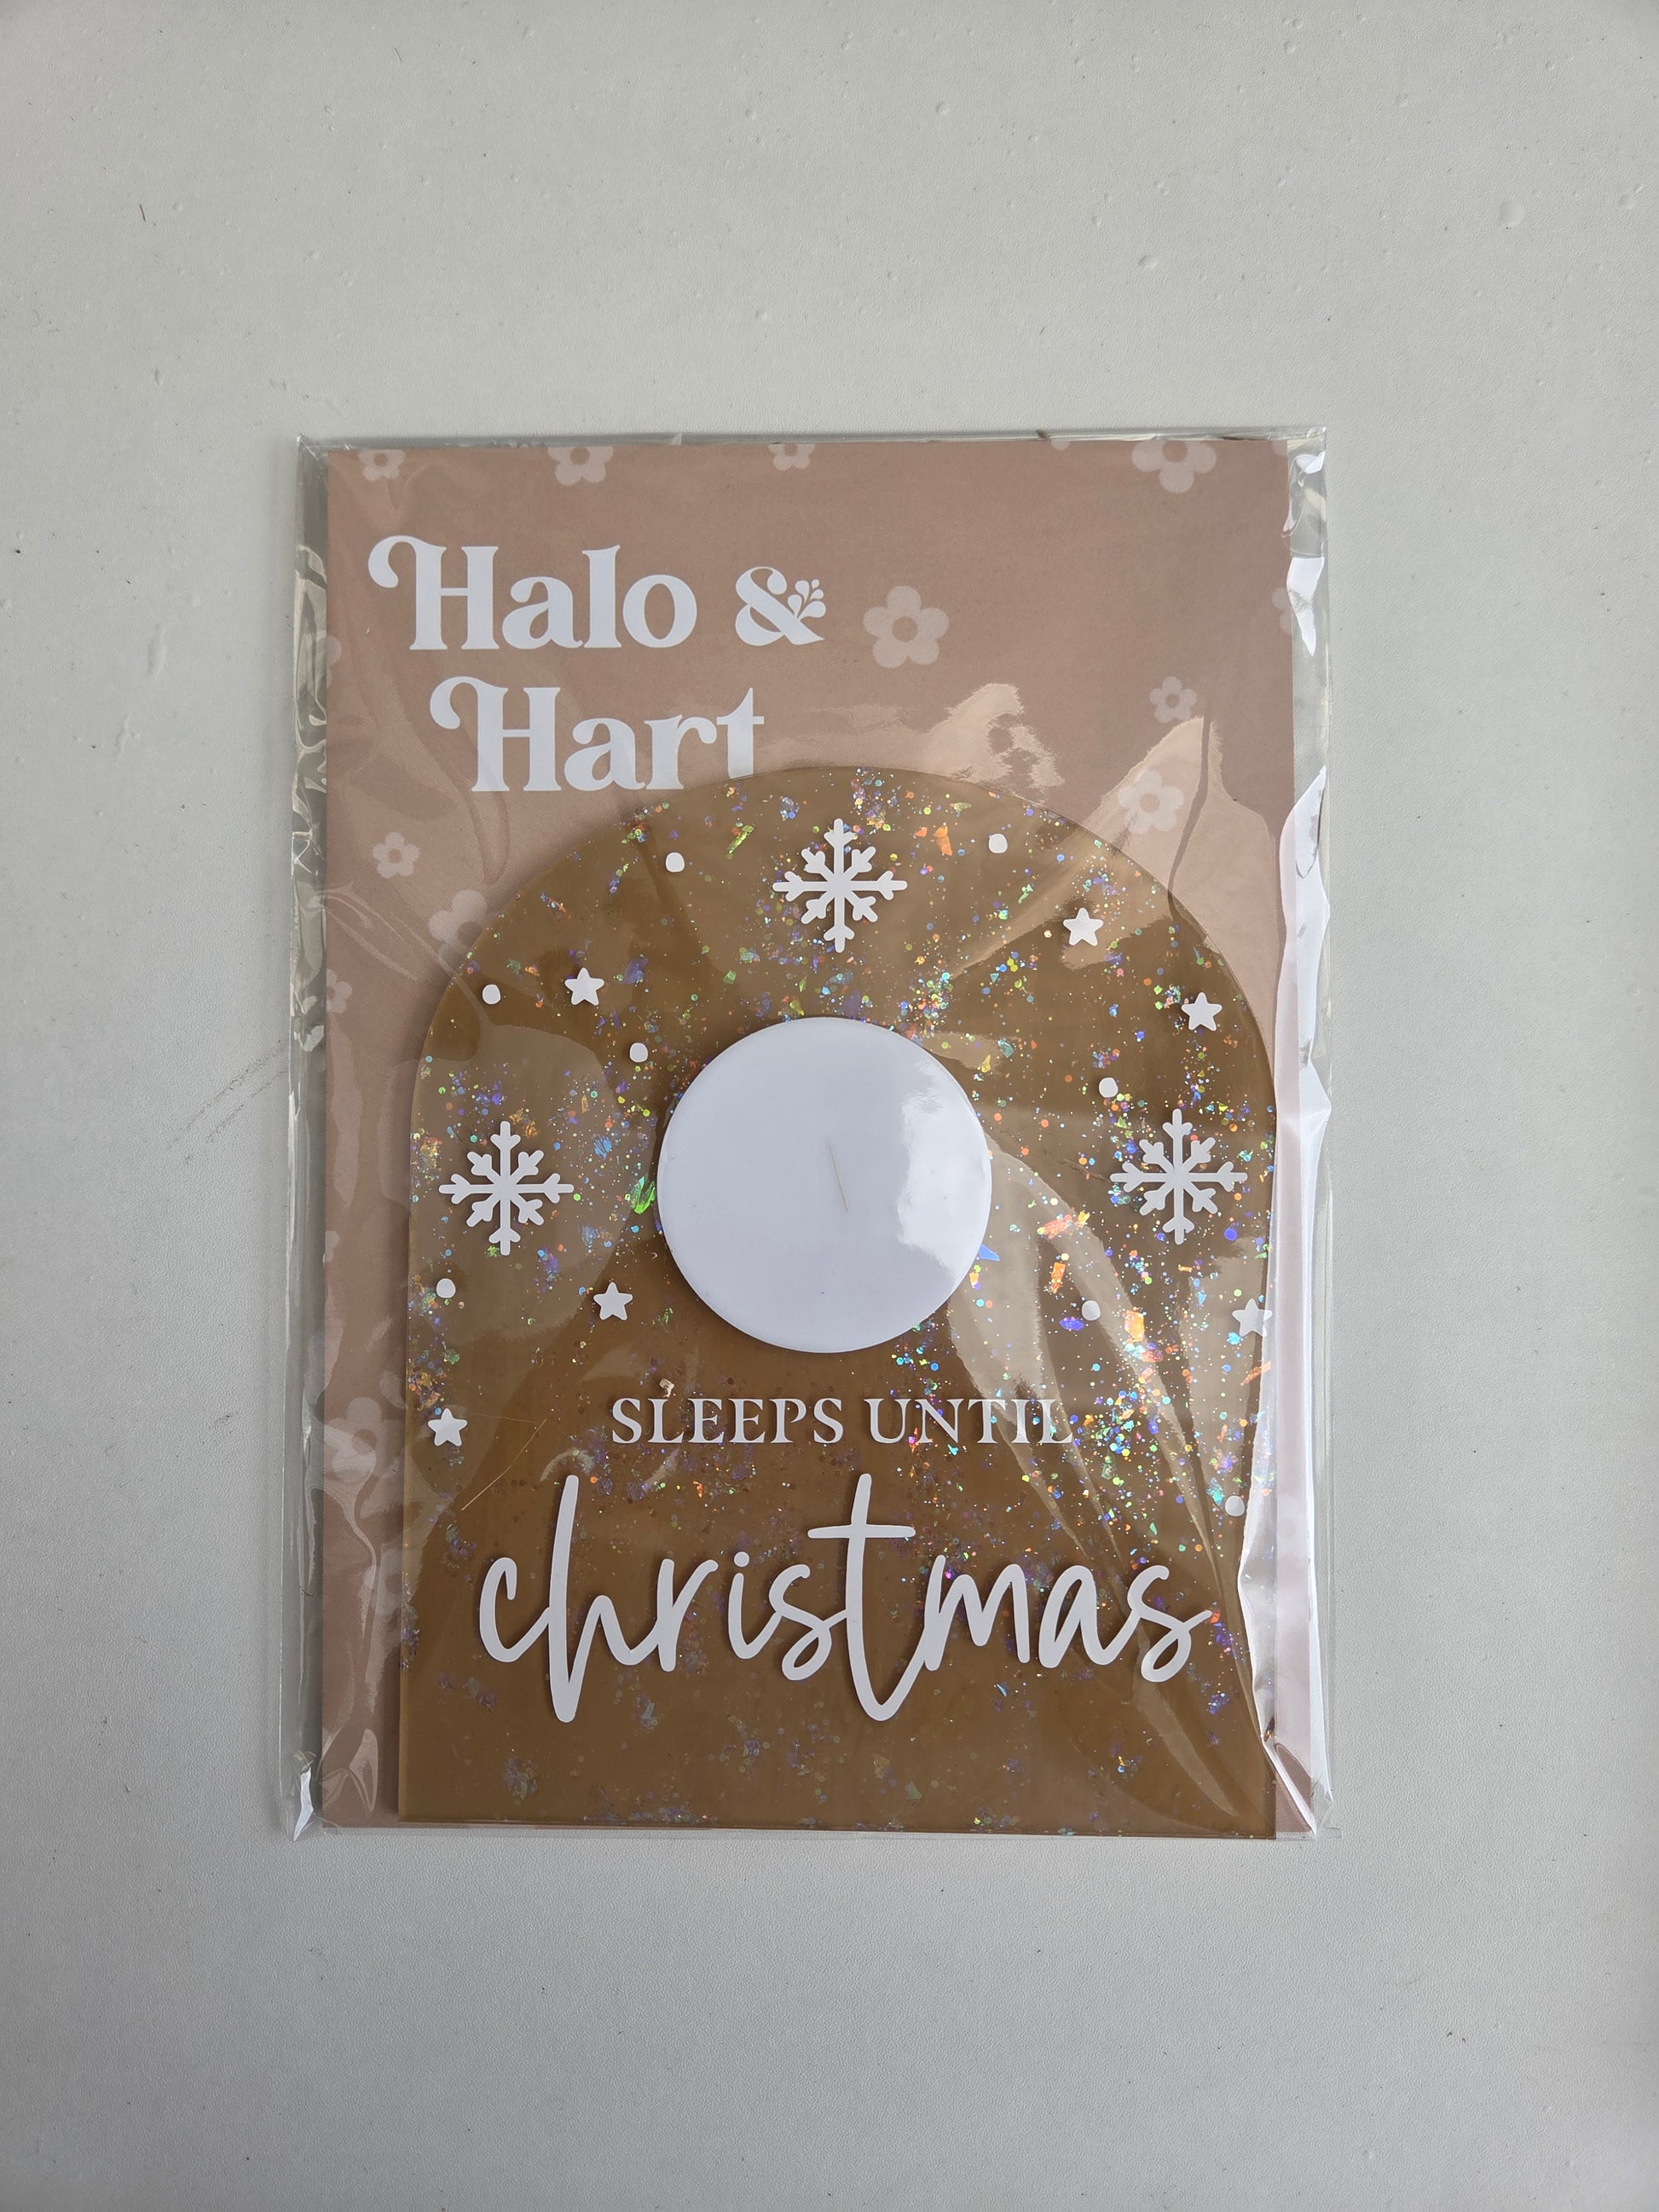 Halo &
Hart
SLEEPS UNTIL
christmas